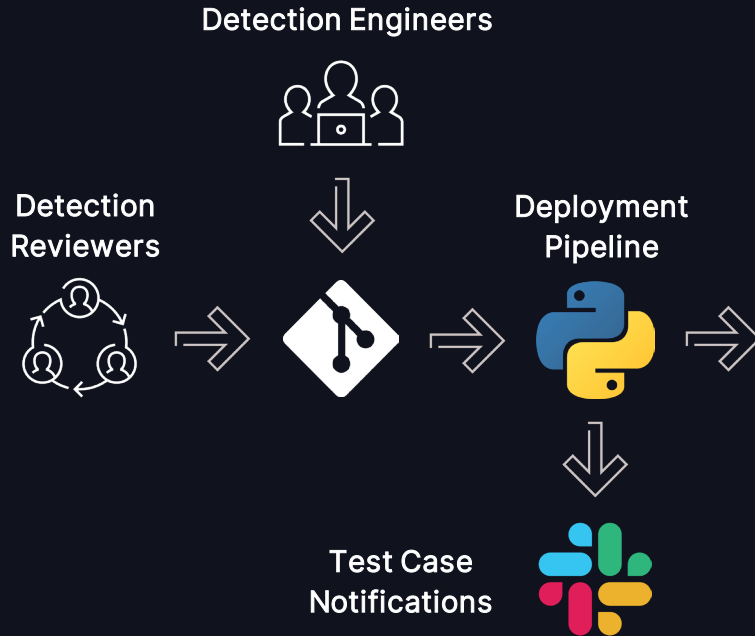 Detection Engineers
Detection
Reviewers
Deployment
Pipeline
Test Case
Notifications